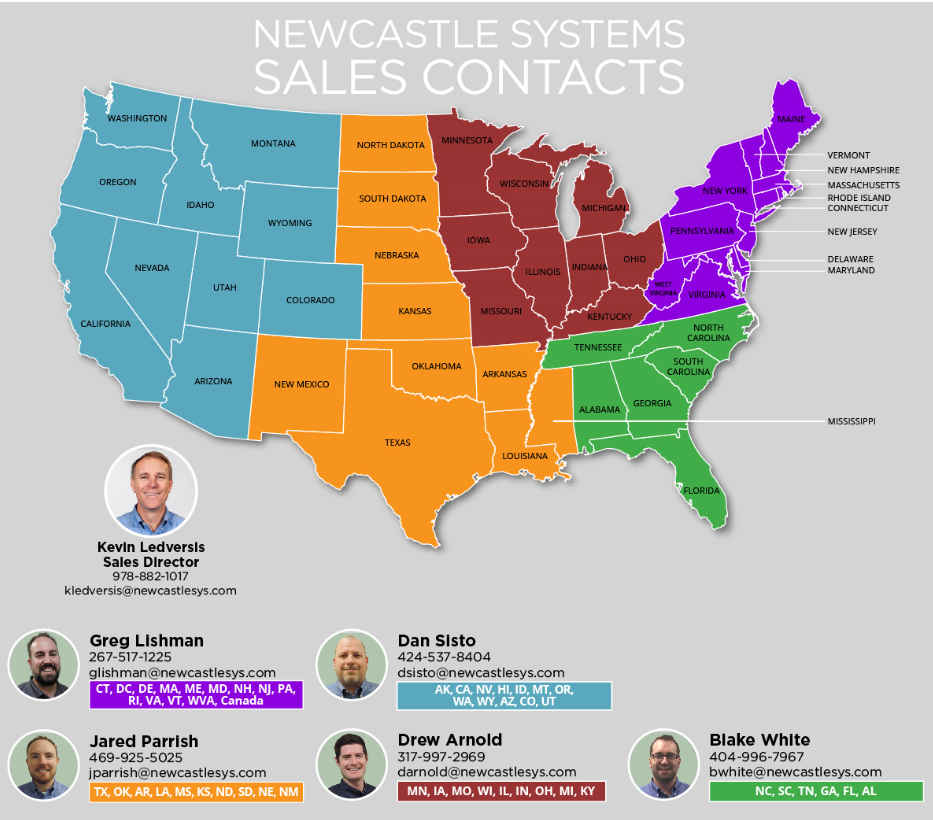 NEWCASTLE SYSTEMS
SALES CONTACTS
WASHINGTON
MONTANA
NORTH DAKOTA
MINNESOTA
MAINE
OREGON
IDAHO
WYOMING
SOUTH DAKOTA
WISCONSIN
MICHIGAN
NEW YORK
VERMONT
NEW HAMPSHIRE
MASSACHUSETTS
RHODE ISLAND
CONNECTICUT
NEVADA
UTAH
COLORADO
NEBRASKA
IOWA
ILLINOIS
INDIANA
OHIO
PENNSYLVANIA
NEW JERSEY
DELAWARE
MARYLAND
WEST
VIRGINIA
VIRGINIA
CALIFORNIA
KANSAS
MISSOURI
KENTUCKY
ARIZONA
NEW MEXICO
OKLAHOMA
ARKANSAS
TENNESSEE
NORTH
CAROLINA
SOUTH
CAROLINA
TEXAS
LOUISIANA
ALABAMA
GEORGIA
MISSISSIPPI
FLORIDA
Kevin Ledversis
Sales Director
978-882-1017
kledversis@newcastlesys.com
Greg Lishman
267-517-1225
glishman@newcastlesys.com
CT, DC, DE, MA, ME, MD, NH, NJ, PA,
RI, VA, VT, WVA, Canada
Dan Sisto
424-537-8404
dsisto@newcastlesys.com
AK, CA, NV, HI, ID, MT, OR,
WA, WY, AZ, CO, UT
Jared Parrish
469-925-5025
jparrish@newcastlesys.com
TX, OK, AR, LA, MS, KS, ND, SD, NE, NM
Drew Arnold
317-997-2969
darnold@newcastlesys.com
MN, IA, MO, WI, IL, IN, OH, MI, KY
Blake White
404-996-7967
bwhite@newcastlesys.com
NC, SC, TN, GA, FL, AL